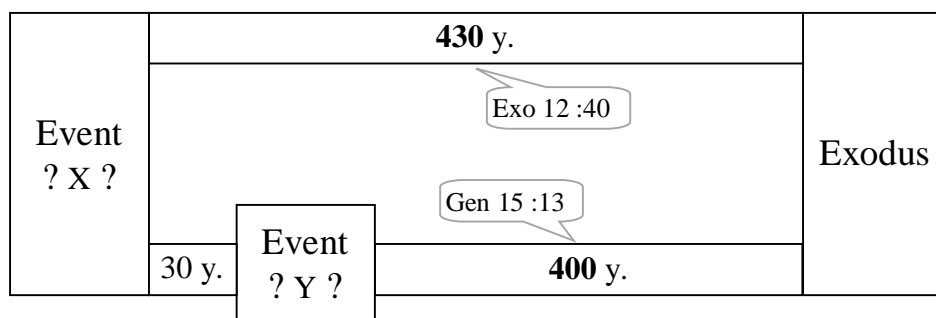 430 y.
Exo 12 :40
Event
? X ?
Exodus
Gen 15 :13
Event
? Y ?
30 y.
400 y.